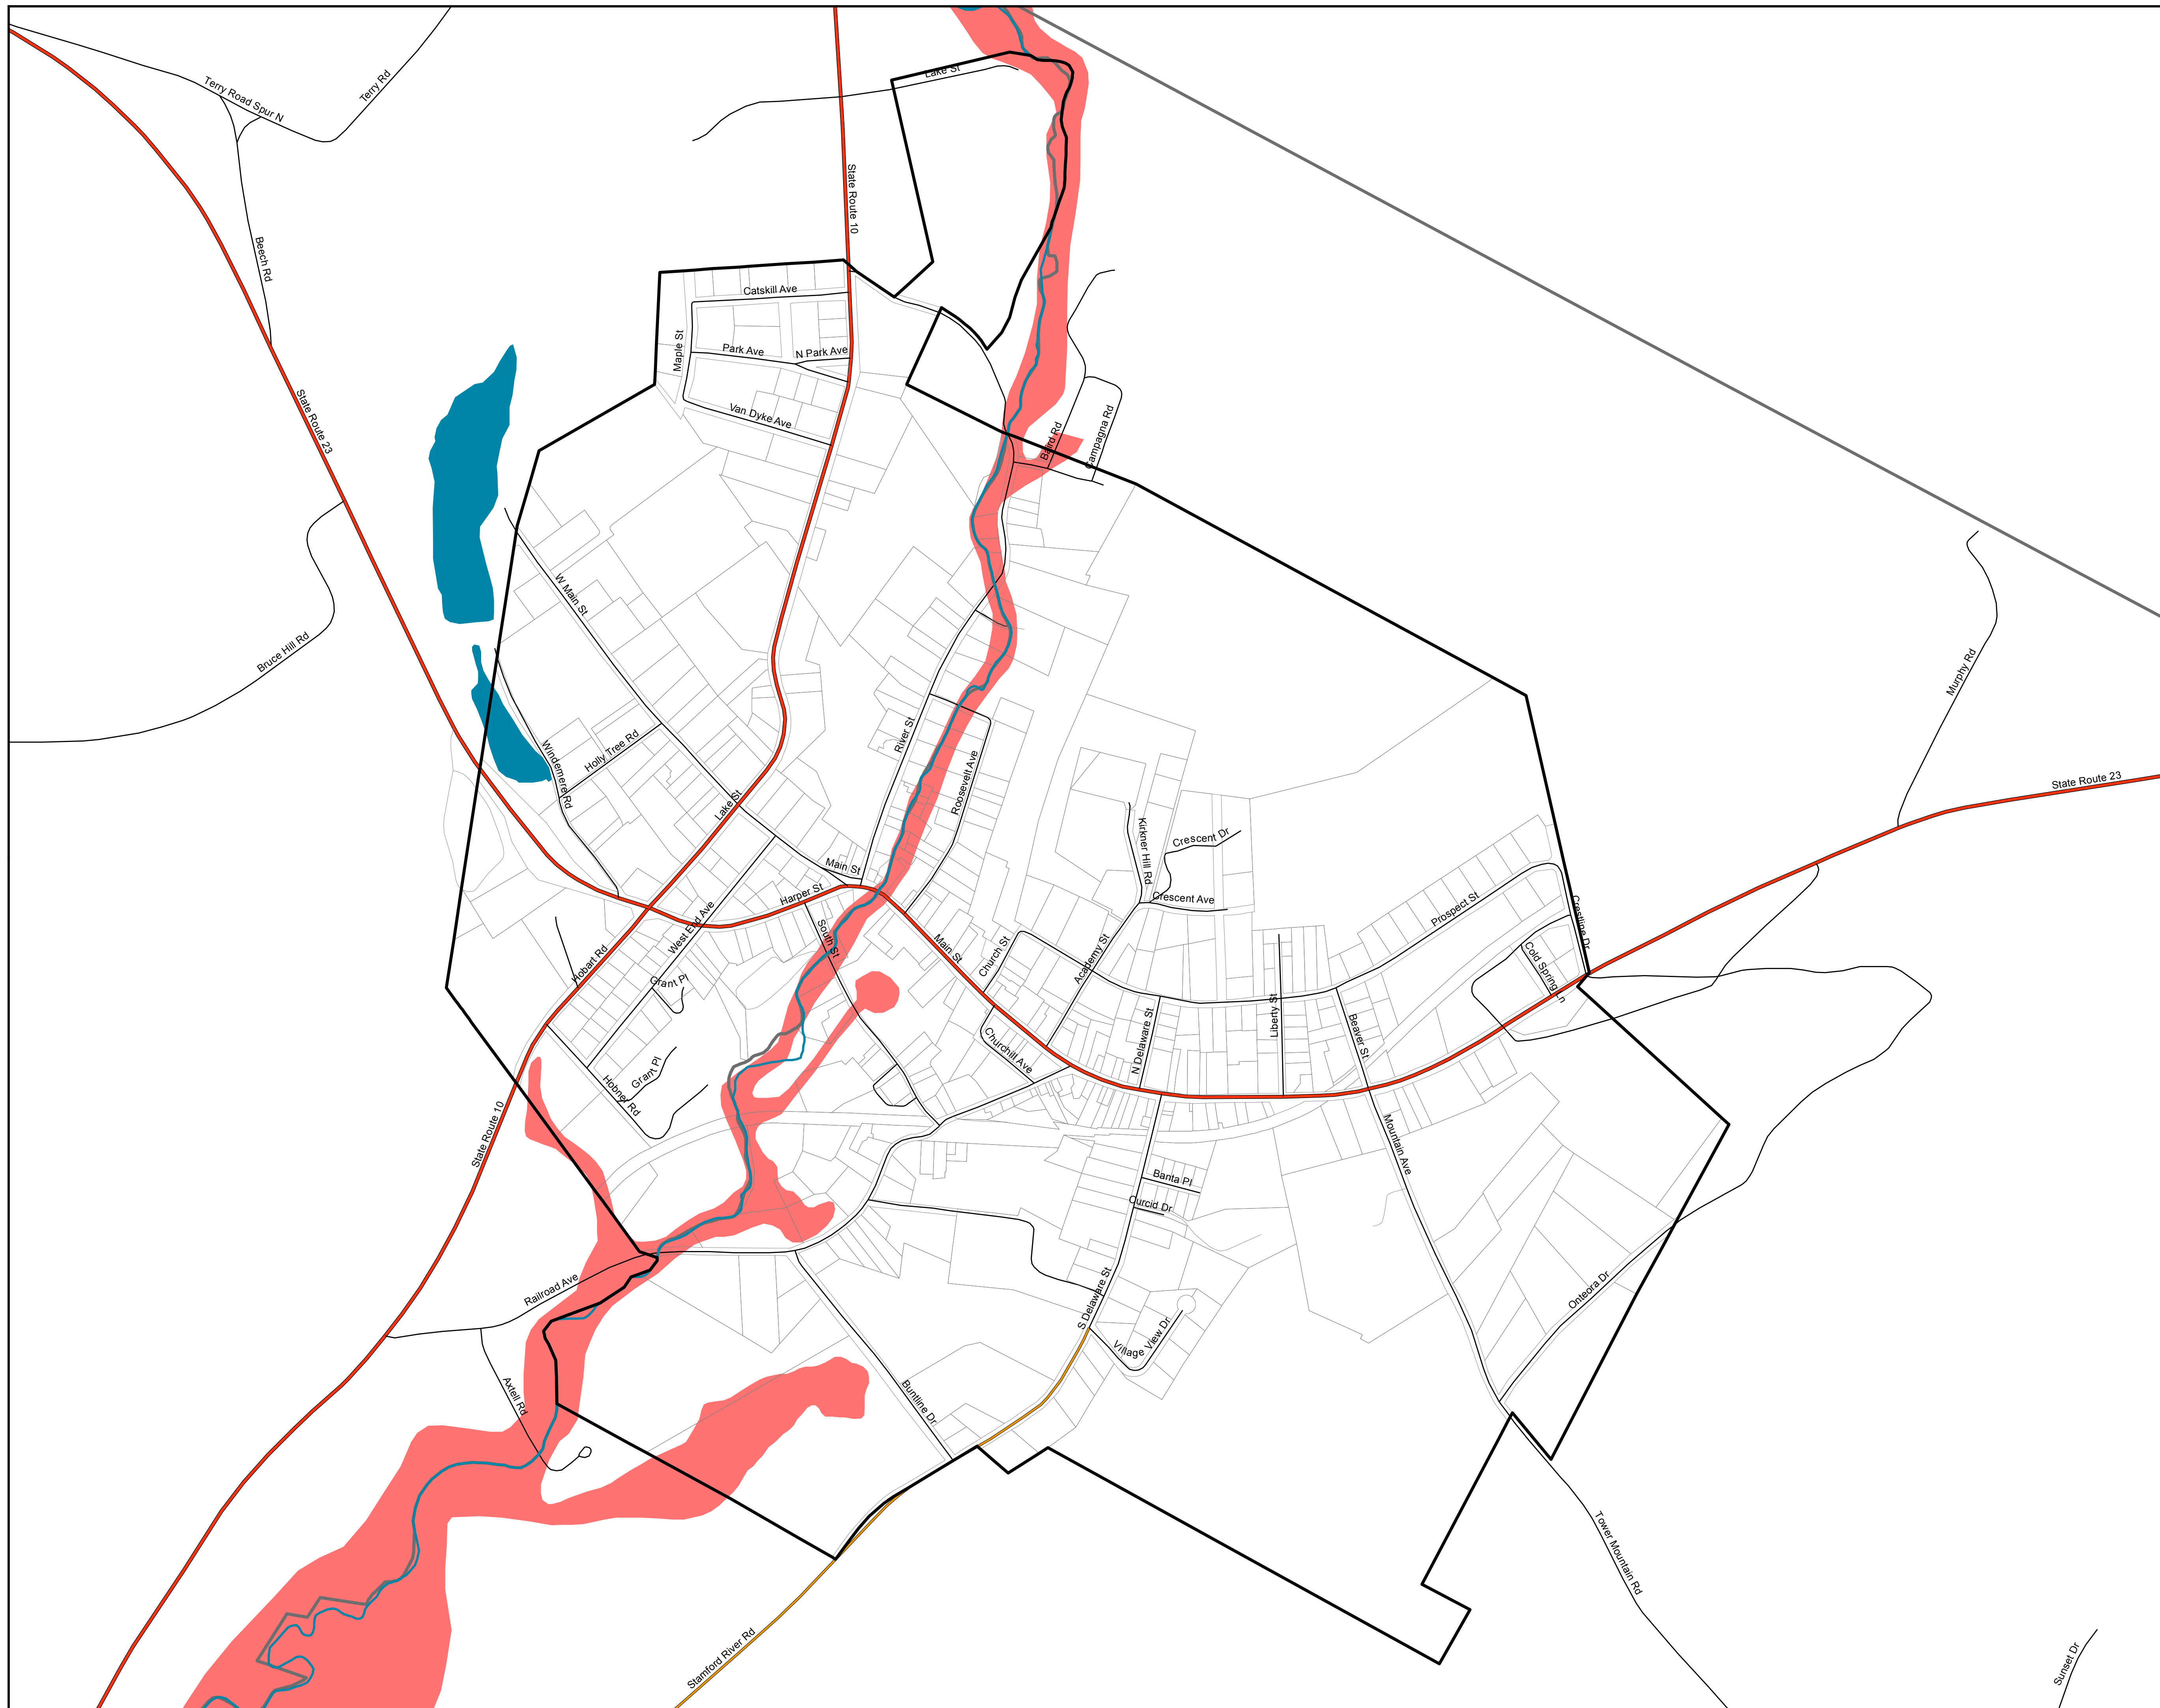 Lake St
Terry Rd
Terry Road Spur N
State Route 10
Beech Rd
Catskill Ave
Maple St
Park Ave
N Park Ave
Van Dyke Ave
State Route 23
Baird Rd
Campagna Rd
W Main St
Bruce Hill Rd
Murphy Rd
River St
Holly Tree Rd
Windemere Rd
Roosevelt Ave
State Route 23
Lake St
Kirkner Hill Rd
Crescent Dr
Main St
Harper St
Crescent Ave
Prospect St
Crestline Dr
West End Ave
South St
Main St
Church St
Academy St
Cold Spring Ln
Hobart Rd
Grant Pl
Liberty St
N Delaware St
Beaver St
Churchill Ave
Grant Pl
Hobner Rd
State Route 10
Mountain Ave
Banta Pl
Curcid Dr
Railroad Ave
S Delaware St
Onteora Dr
Village View Dr
Axtell Rd
Buntline Dr
Tower Mountain Rd
Stamford River Rd
Sunset Dr